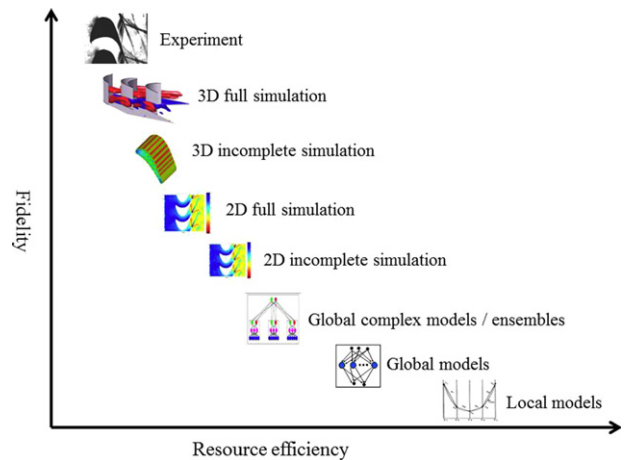 Experiment
3D full simulation
3D incomplete simulation
2D full simulation
2D incomplete simulation
Global complex models / ensembles
Global models
Local models
Fidelity
Resource efficiency